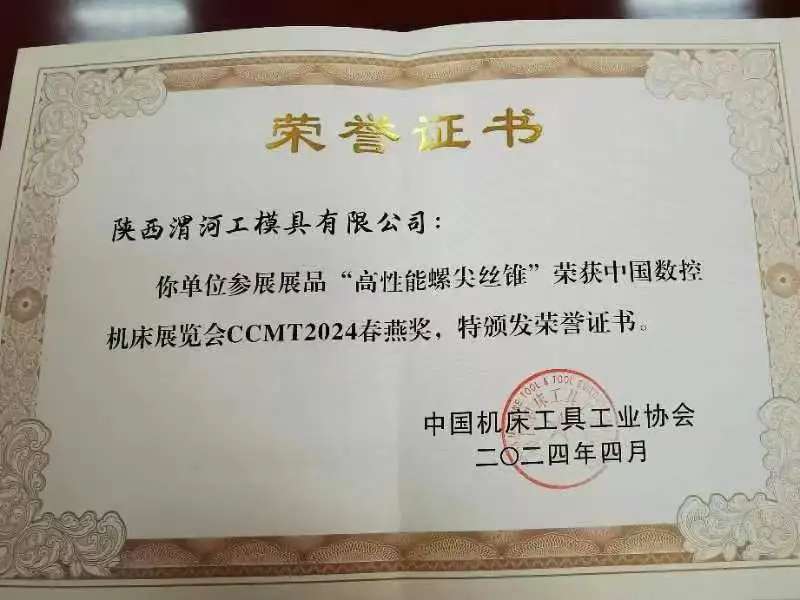 荣誉证书
陕西渭河工模具有限公司：
你单位参展展品“高性能螺尖丝锥”荣获中国数控
机床展览会CCMT2024春燕奖，特颁发荣誉证书。
中国机床工具工业协会
二〇二四年四月
TOOL & TOOL BUIL